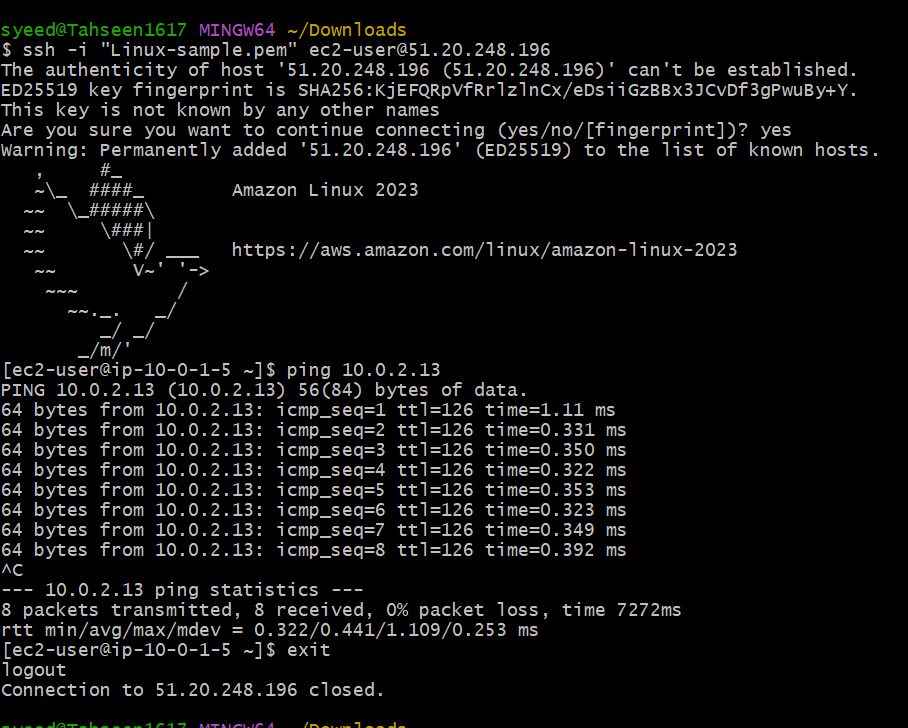 syeed@Tahseen1617 MINGW64 ~/Downloads
$ ssh -i "Linux-sample.pem" ec2-user@51.20.248.196
The authenticity of host '51.20.248.196 (51.20.248.196)' can't be established.
ED25519 key fingerprint is SHA256:KjEFQRpVfRrlzlnCx/eDsiiGzBBx3JCvDf3gPwuBy+Y.
This key is not known by any other names
Are you sure you want to continue connecting (yes/no/[fingerprint])? yes
Warning: Permanently added '51.20.248.196' (ED25519) to the list of known hosts.
   ,     #_
   ~\_  ####_        Amazon Linux 2023
  ~~  \_#####\
  ~~     \###|
  ~~       \#/ ___   https://aws.amazon.com/linux/amazon-linux-2023
   ~~       V~' '->
    ~~~         /
      ~~._.   _/
         _/ _/
       _/m/'
[ec2-user@ip-10-0-1-5 ~]$ ping 10.0.2.13
PING 10.0.2.13 (10.0.2.13) 56(84) bytes of data.
64 bytes from 10.0.2.13: icmp_seq=1 ttl=126 time=1.11 ms
64 bytes from 10.0.2.13: icmp_seq=2 ttl=126 time=0.331 ms
64 bytes from 10.0.2.13: icmp_seq=3 ttl=126 time=0.350 ms
64 bytes from 10.0.2.13: icmp_seq=4 ttl=126 time=0.322 ms
64 bytes from 10.0.2.13: icmp_seq=5 ttl=126 time=0.353 ms
64 bytes from 10.0.2.13: icmp_seq=6 ttl=126 time=0.323 ms
64 bytes from 10.0.2.13: icmp_seq=7 ttl=126 time=0.349 ms
64 bytes from 10.0.2.13: icmp_seq=8 ttl=126 time=0.392 ms
^C
--- 10.0.2.13 ping statistics ---
8 packets transmitted, 8 received, 0% packet loss, time 7272ms
rtt min/avg/max/mdev = 0.322/0.441/1.109/0.253 ms
[ec2-user@ip-10-0-1-5 ~]$ exit
logout
Connection to 51.20.248.196 closed.
syeed@Tahseen1617 MINGW64 ~/Downloads